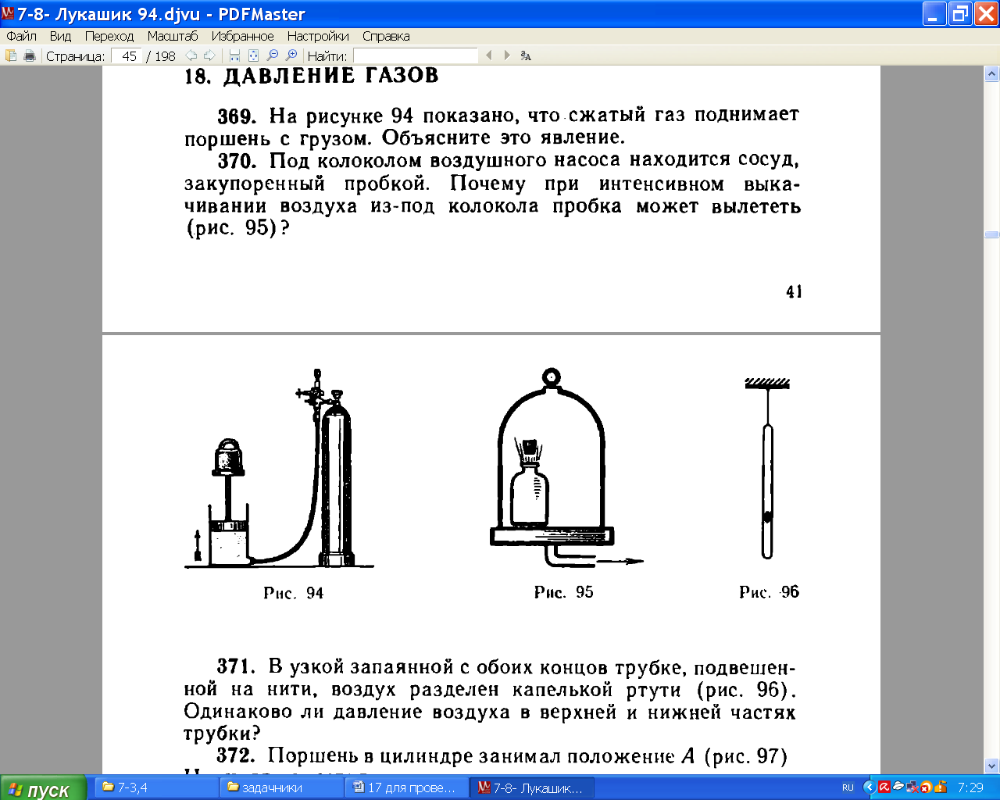 7-8- Лукашик 94.djvu - PDFMaster
Файл Вид Переход Масштаб Избранное Настройки Справка
Страница: 45 / 198 Найти:
18. ДАВЛЕНИЕ ГАЗОВ
369. На рисунке 94 показано, что сжатый газ поднимает
поршень с грузом. Объясните это явление.
370. Под колоколом воздушного насоса находится сосуд,
закупоренный пробкой. Почему при интенсивном выка-
чивании воздуха из-под колокола пробка может вылететь
(рис. 95)?
41
Рис. 94 Рис. 95 Рис. 96
371. В узкой запаянной с обоих концов трубке, подвешен-
ной на нити, воздух разделен капелькой ртути (рис. 96).
Одинаково ли давление воздуха в верхней и нижней частях
трубки?
372. Поршень в цилиндре занимал положение A (рис. 97)
пуск 7-3,4 задачники 17 для прове... 7-8- Лукашик... RU 7:29